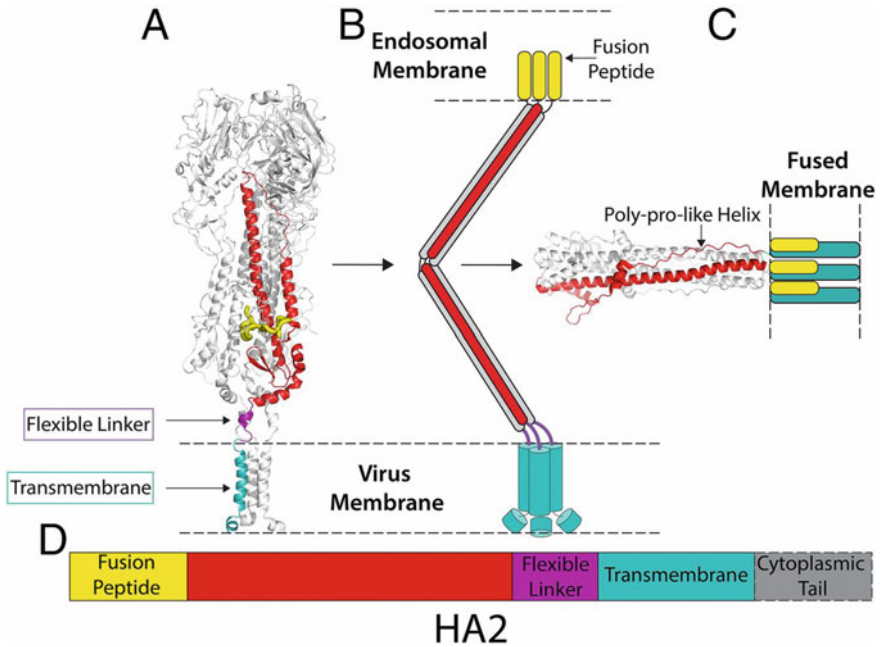 A
B
C
Endosomal
Membrane
Fusion
Peptide
Fused
Membrane
Poly-pro-like Helix
Flexible Linker
Transmembrane
Virus
Membrane
D
Fusion
Peptide
Flexible
Linker
Transmembrane
Cytoplasmic
Tail
HA2